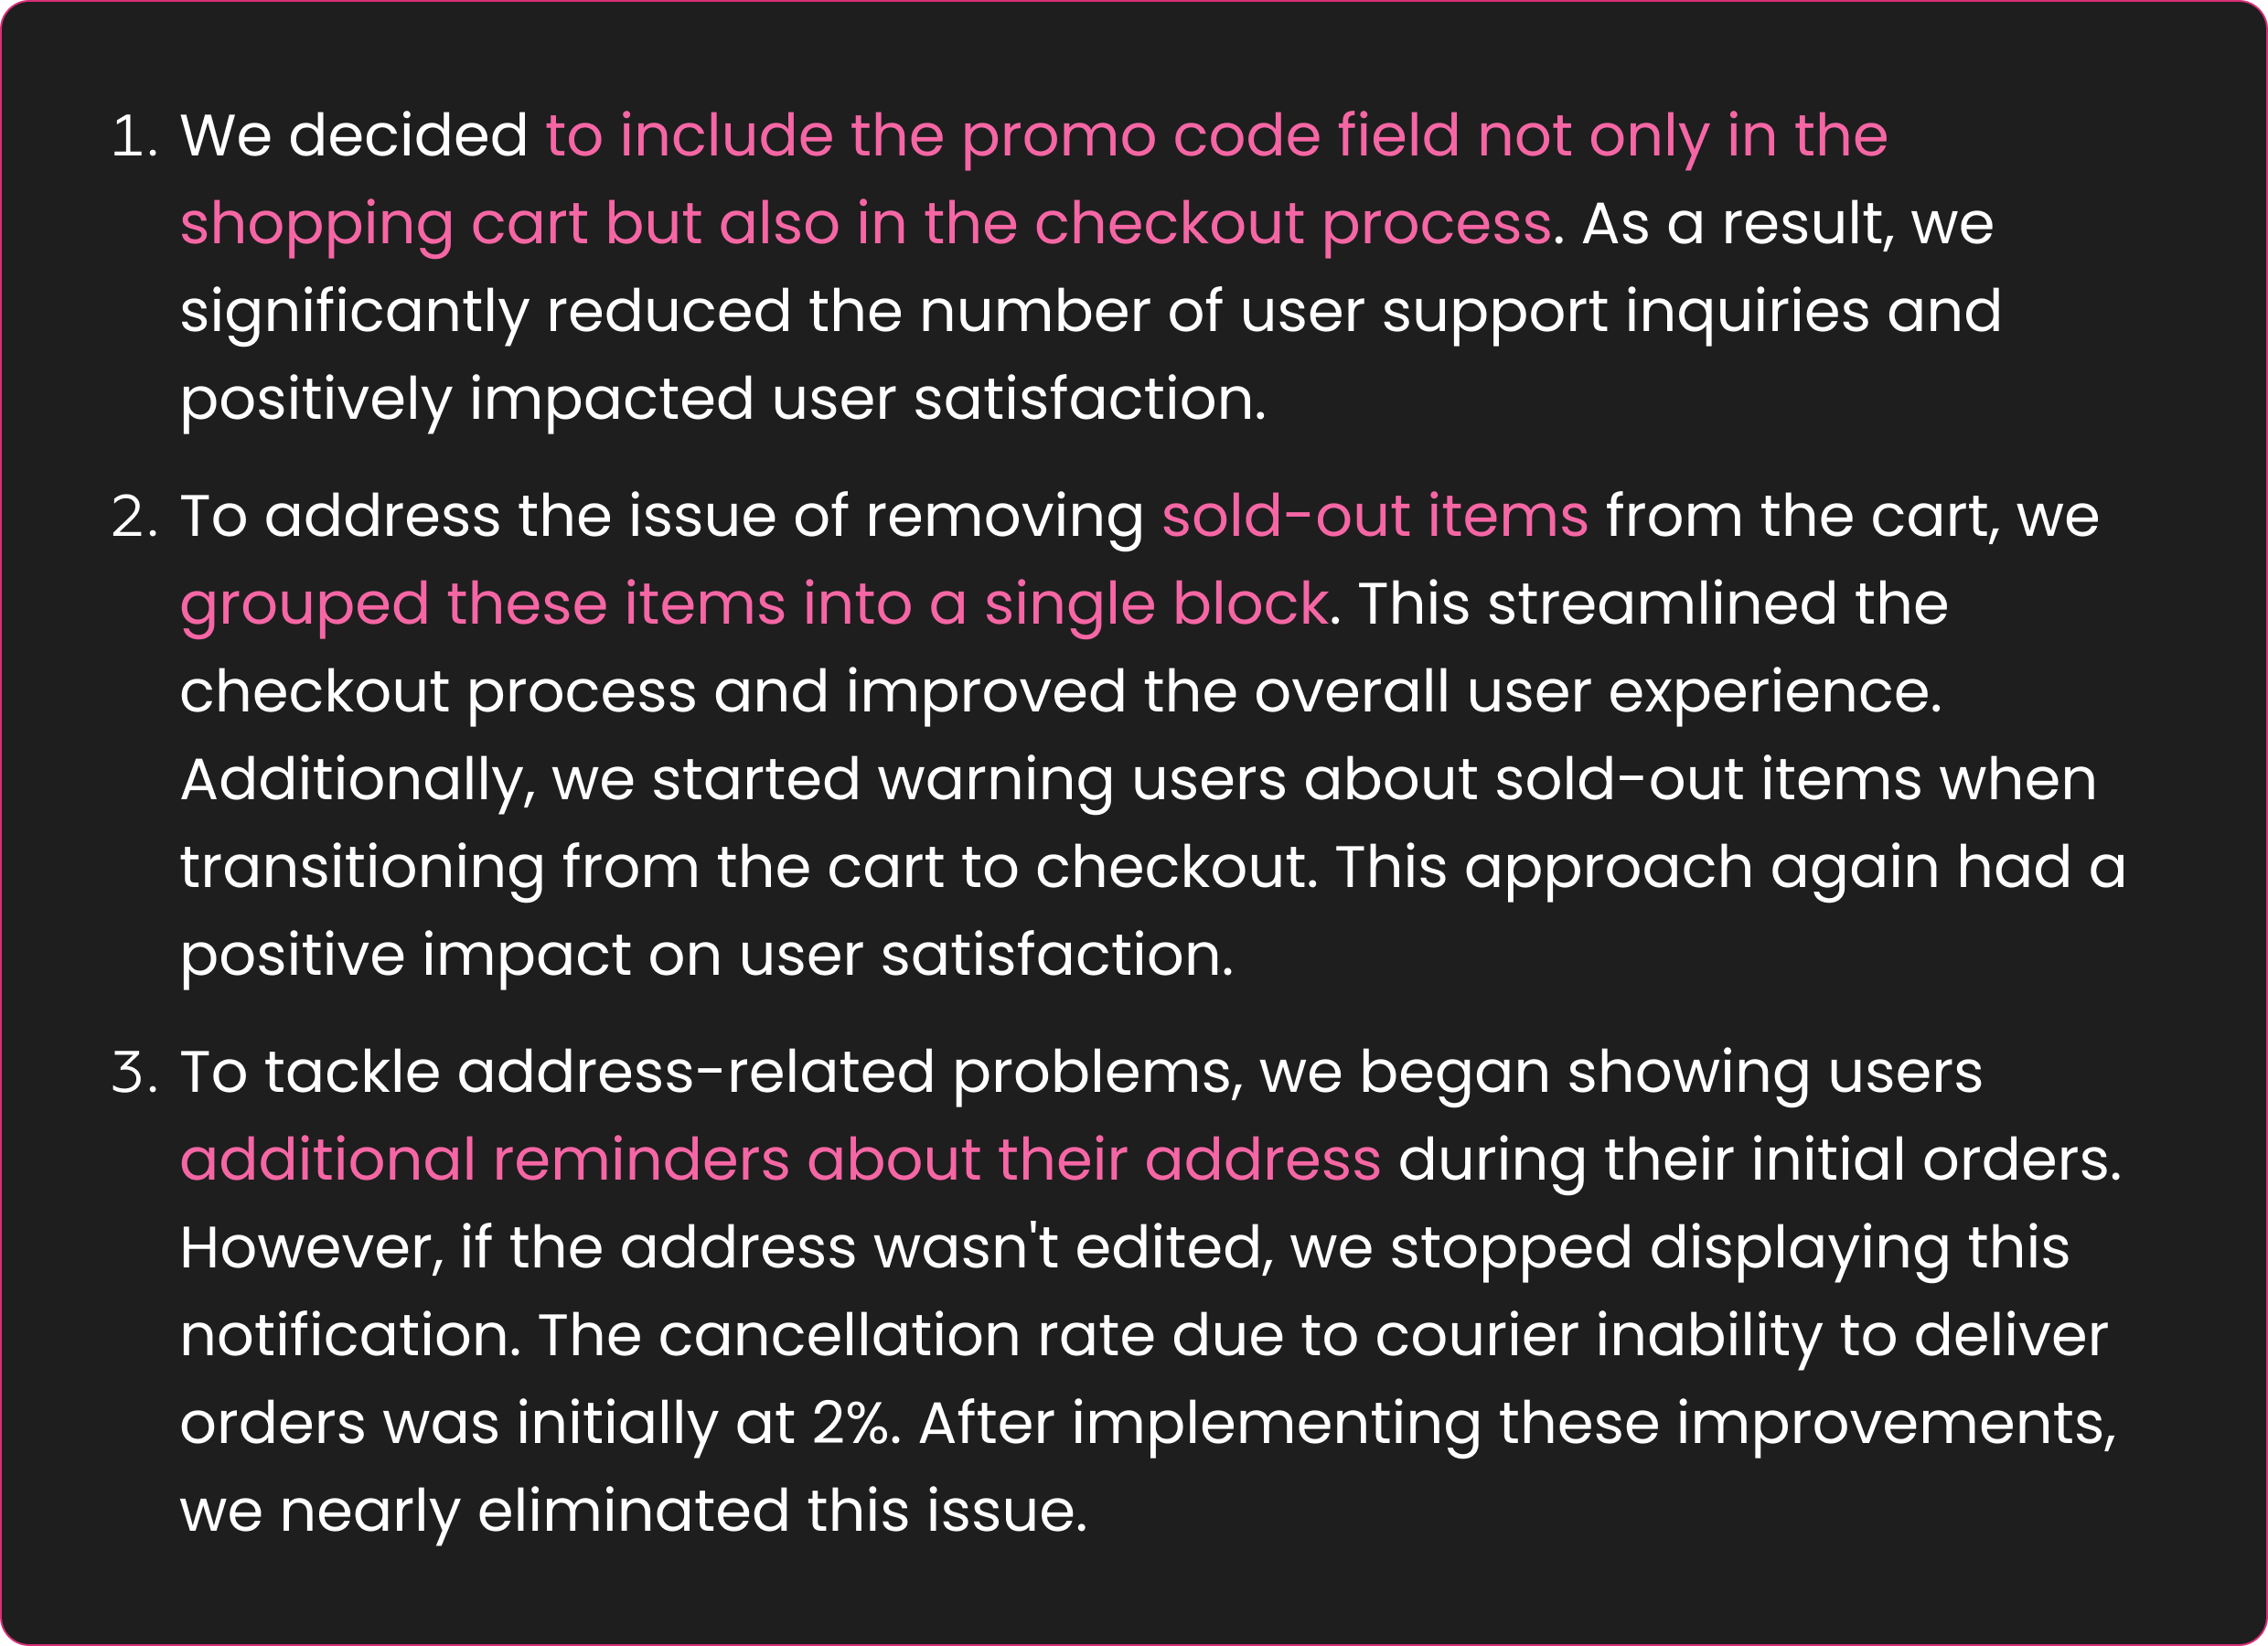 1. We decided to include the promo code field not only in the
shopping cart but also in the checkout process. As a result, we
significantly reduced the number of user support inquiries and
positively impacted user satisfaction.
2. To address the issue of removing sold-out items from the cart, we
grouped these items into a single block. This streamlined the
checkout process and improved the overall user experience.
Additionally, we started warning users about sold-out items when
transitioning from the cart to checkout. This approach again had a
positive impact on user satisfaction.
3. To tackle address-related problems, we began showing users
additional reminders about their address during their initial orders.
However, if the address wasn't edited, we stopped displaying this
notification. The cancellation rate due to courier inability to deliver
orders was initially at 2%. After implementing these improvements,
we nearly eliminated this issue.